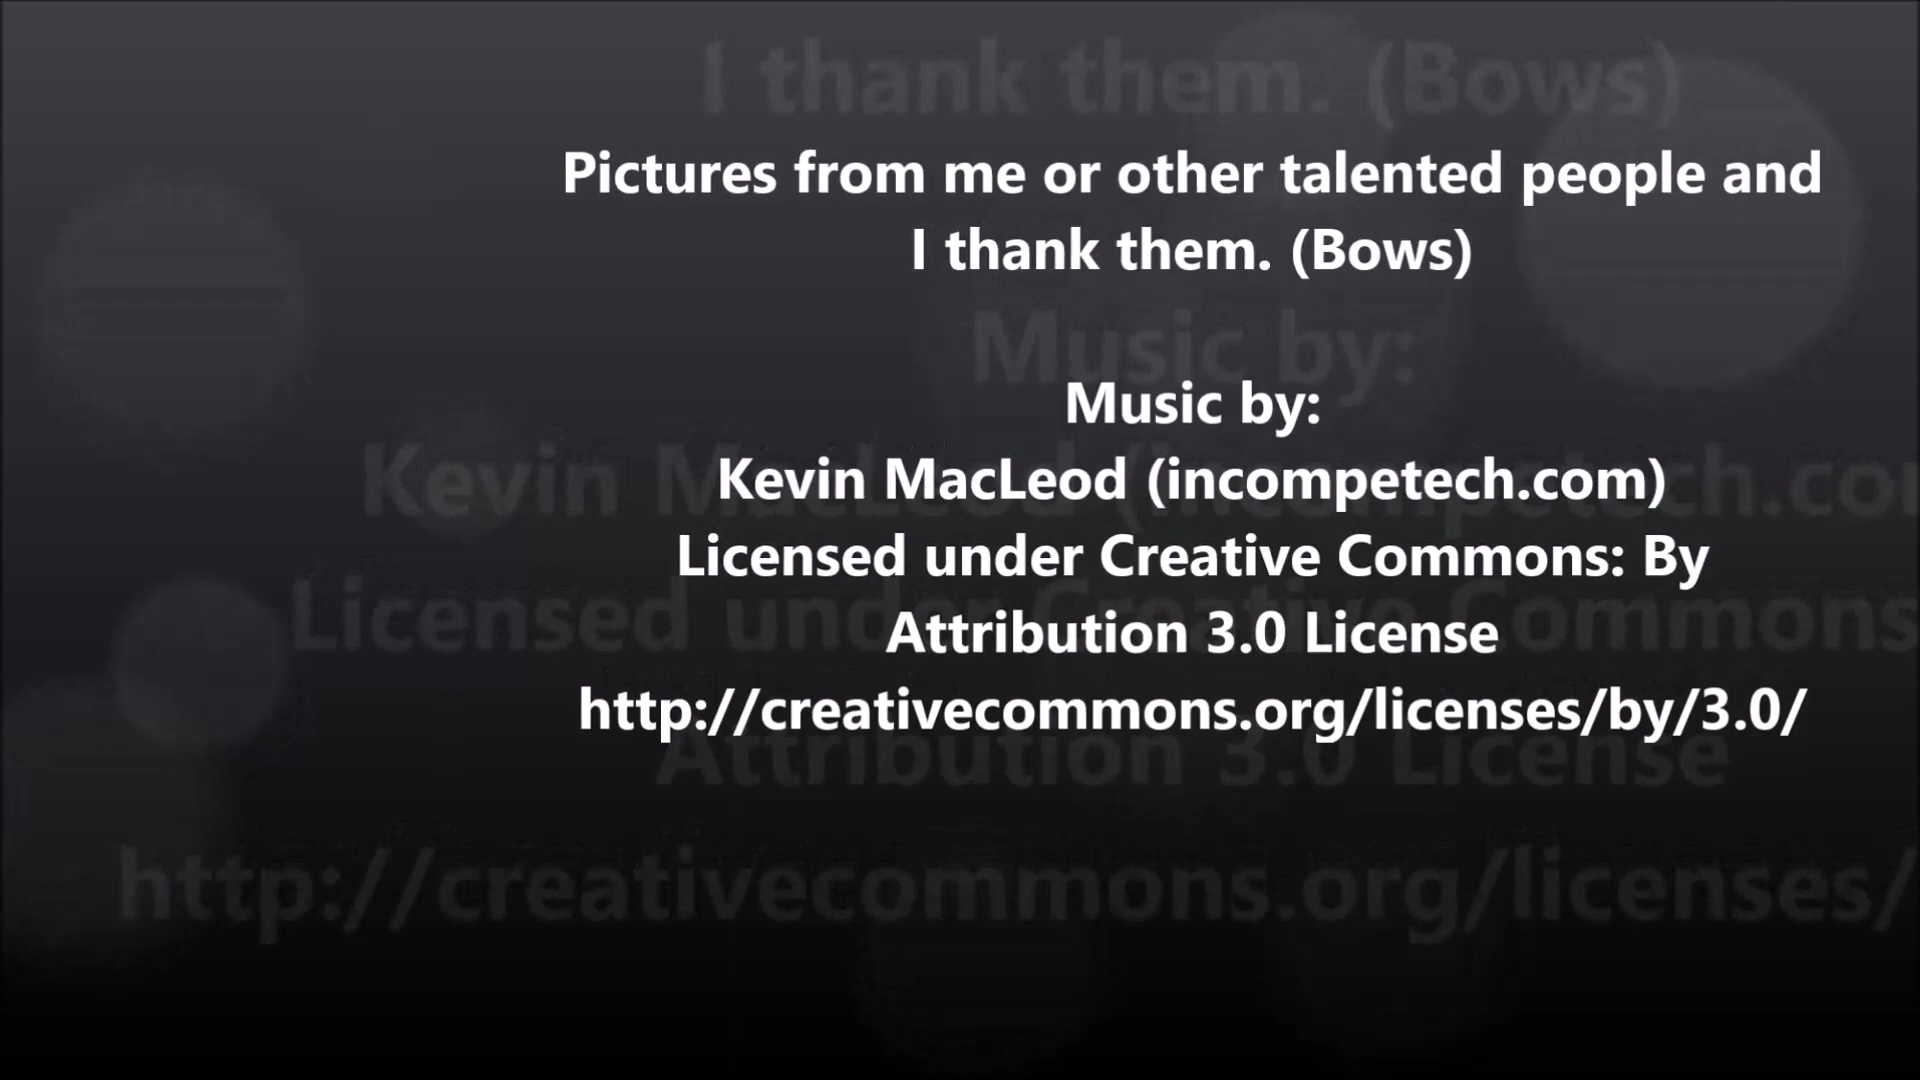 Pictures from me or other talented people and
I thank them. (Bows)
Music by:
Kevin MacLeod (incompetech.com)
Licensed under Creative Commons: By
Attribution 3.0 License
http://creativecommons.org/licenses/by/3.0/